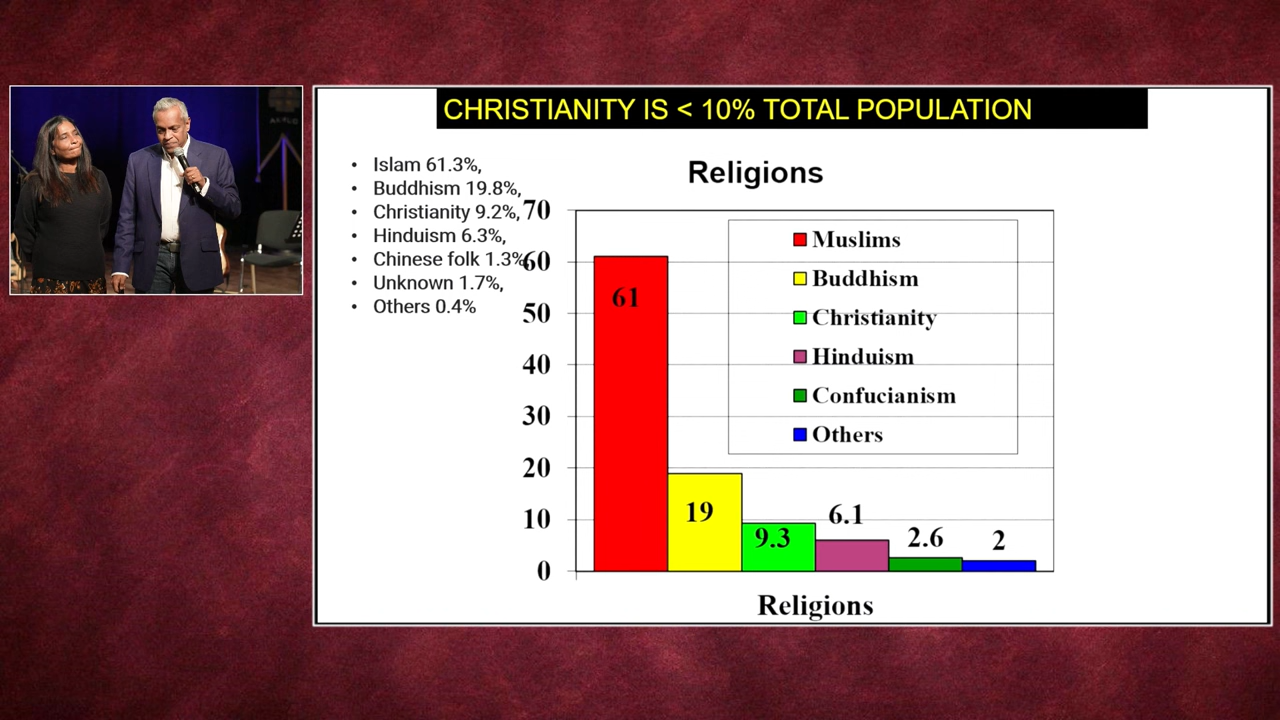 CHRISTIANITY IS < 10% TOTAL POPULATION
• Islam 61.3%,
• Buddhism 19.8%,
• Christianity 9.2%,
• Hinduism 6.3%,
• Chinese folk 1.3%,
• Unknown 1.7%,
• Others 0.4%
Religions
70
60
50
40
30
20
10
0
Muslims
Buddhism
Christianity
Hinduism
Confucianism
Others
61
19
9.3
6.1
2.6
2
Religions